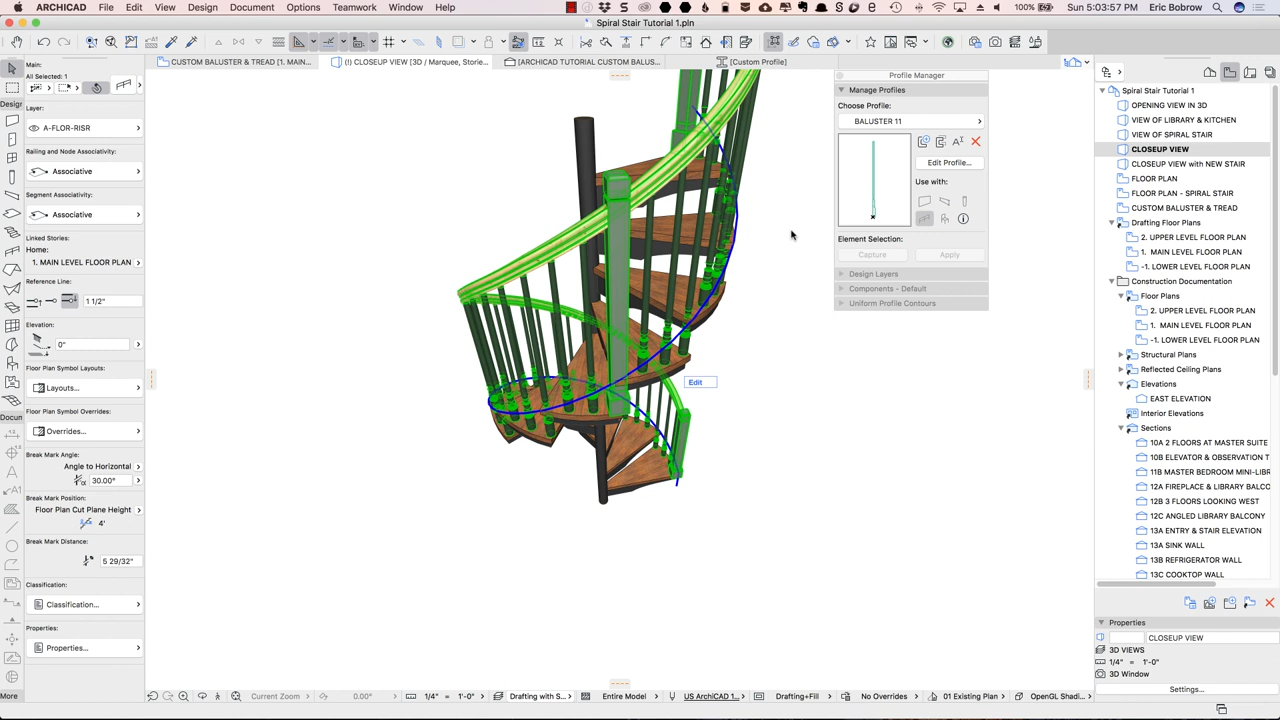 ARCHICAD File Edit View Design Document Options Teamwork Window Help
100% Sun 5:03:57 PM Eric Bobrow
Spiral Stair Tutorial 1.pln
CUSTOM BALUSTER & TREAD [1. MAIN... (!) CLOSEUP VIEW [3D / Marquee, Storie... [ARCHICAD TUTORIAL CUSTOM BALUS... [Custom Profile]
Main:
All Selected: 1
Design
Layer:
A-FLOR-RISR
Railing and Node Associativity:
Associative
Segment Associativity:
Associative
Linked Stories:
Home:
1. MAIN LEVEL FLOOR PLAN
Reference Line:
1 1/2"
Elevation:
0"
Floor Plan Symbol Layouts:
Layouts...
Docun
Floor Plan Symbol Overrides:
Overrides...
Break Mark Angle:
Angle to Horizontal
30.00°
Break Mark Position:
Floor Plan Cut Plane Height
4'
Break Mark Distance:
5 29/32"
Classification:
Classification...
Properties:
Properties...
More
Edit
Profile Manager
Manage Profiles
Choose Profile:
BALUSTER 11
Edit Profile...
Use with:
Element Selection:
Capture Apply
Design Layers
Components - Default
Uniform Profile Contours
Spiral Stair Tutorial 1
OPENING VIEW IN 3D
VIEW OF LIBRARY & KITCHEN
VIEW OF SPIRAL STAIR
CLOSEUP VIEW
CLOSEUP VIEW with NEW STAIR
FLOOR PLAN
FLOOR PLAN - SPIRAL STAIR
CUSTOM BALUSTER & TREAD
Drafting Floor Plans
2. UPPER LEVEL FLOOR PLAN
1. MAIN LEVEL FLOOR PLAN
-1. LOWER LEVEL FLOOR PLAN
Construction Documentation
Floor Plans
2. UPPER LEVEL FLOOR PLAN
1. MAIN LEVEL FLOOR PLAN
-1. LOWER LEVEL FLOOR PLAN
Structural Plans
Reflected Ceiling Plans
Elevations
EAST ELEVATION
Interior Elevations
Sections
10A 2 FLOORS AT MASTER SUITE
10B ELEVATOR & OBSERVATION T
11B MASTER BEDROOM MINI-LIBR
12A FIREPLACE & LIBRARY BALCO
12B 3 FLOORS LOOKING WEST
12C ANGLED LIBRARY BALCONY
13A ENTRY & STAIR ELEVATION
13A SINK WALL
13B REFRIGERATOR WALL
13C COOKTOP WALL
Properties
CLOSEUP VIEW
3D VIEWS
1/4" = 1'-0"
3D Window
Settings...
Current Zoom 0.00° 1/4" = 1'-0" Drafting with S... Entire Model US ArchiCAD 1... Drafting+Fill No Overrides 01 Existing Plan OpenGL Shadi...